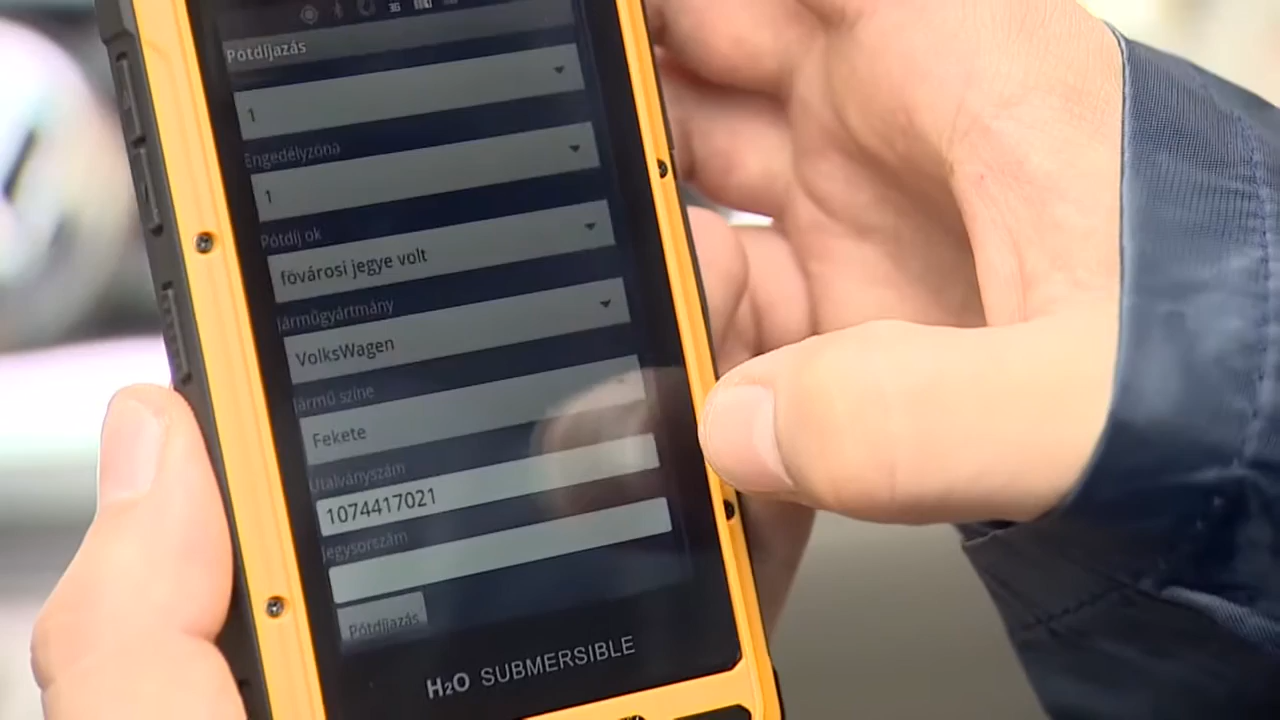 3G
Pótdíjazás
1
Engedélyzóna
1
Pótdíj ok
fővárosi jegye volt
Járműgyártmány
VolksWagen
Jármű színe
Fekete
Utalványszám
1074417021
Jegysorszám
Pótdíjazás
H2O SUBMERSIBLE